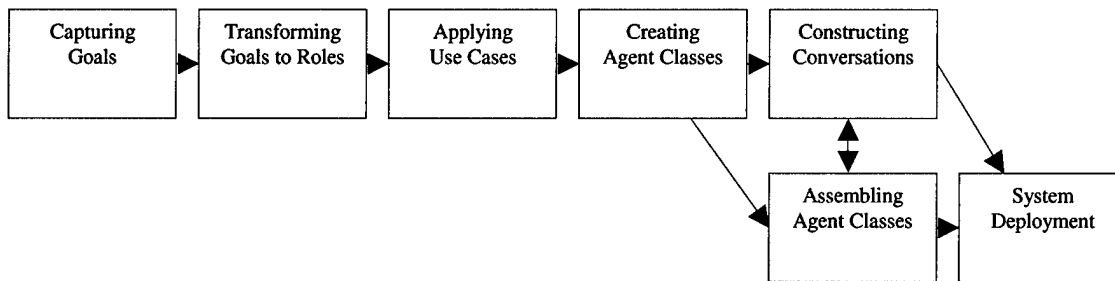 Capturing
Goals
Transforming
Goals to Roles
Applying
Use Cases
Creating
Agent Classes
Constructing
Conversations
Assembling
Agent Classes
System
Deployment